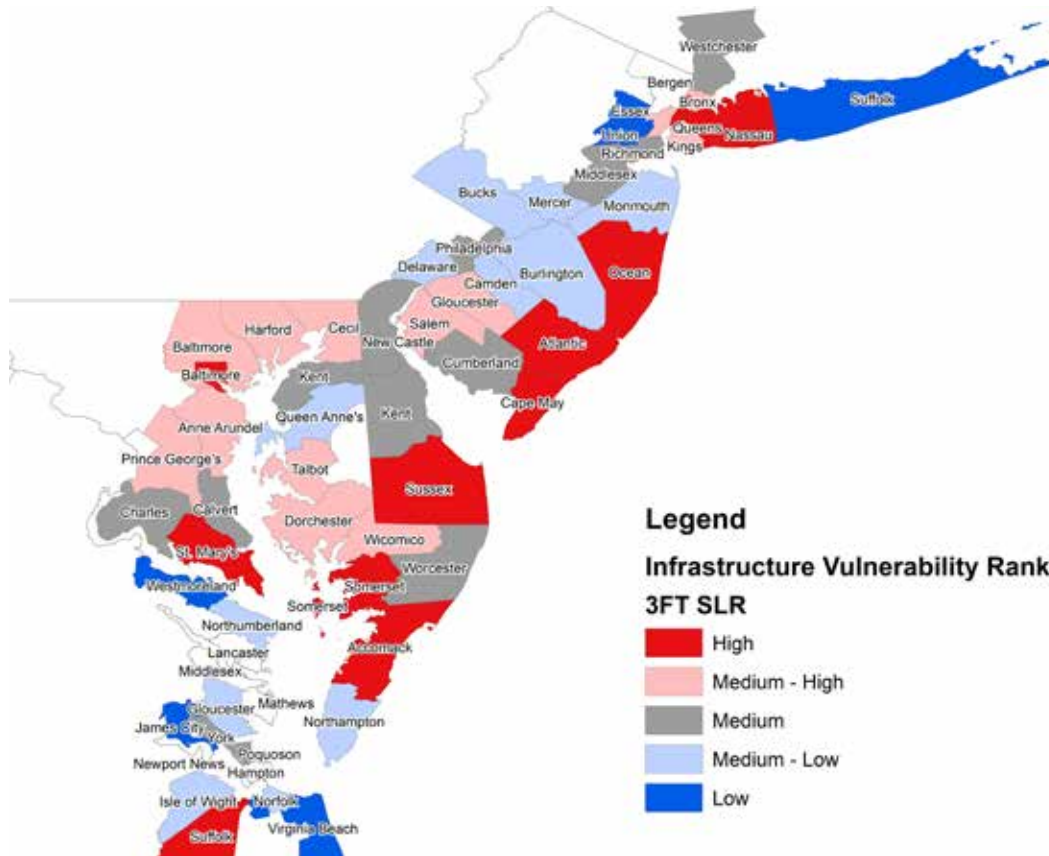 Westchester
Bergen
Bronx
Suffolk
Essex
Queens
Nassau
Union
Kings
Richmond
Middlesex
Bucks
Mercer
Monmouth
Philadelphia
Delaware
Camden
Burlington
Ocean
Gloucester
Salem
Harford
Cecil
New Castle
Atlantic
Baltimore
Cumberland
Baltimore
Kent
Cape May
Queen Anne's
Kent
Anne Arundel
Prince George's
Talbot
Sussex
Charles
Calvert
Dorchester
Wicomico
St. Mary's
Worcester
Westmoreland
Somerset
Somerset
Northumberland
Accomack
Lancaster
Middlesex
Gloucester
Mathews
Northampton
James City
York
Poquoson
Newport News
Hampton
Isle of Wight
Norfolk
Virginia Beach
Suffolk
Legend
Infrastructure Vulnerability Rank
3FT SLR
High
Medium - High
Medium
Medium - Low
Low